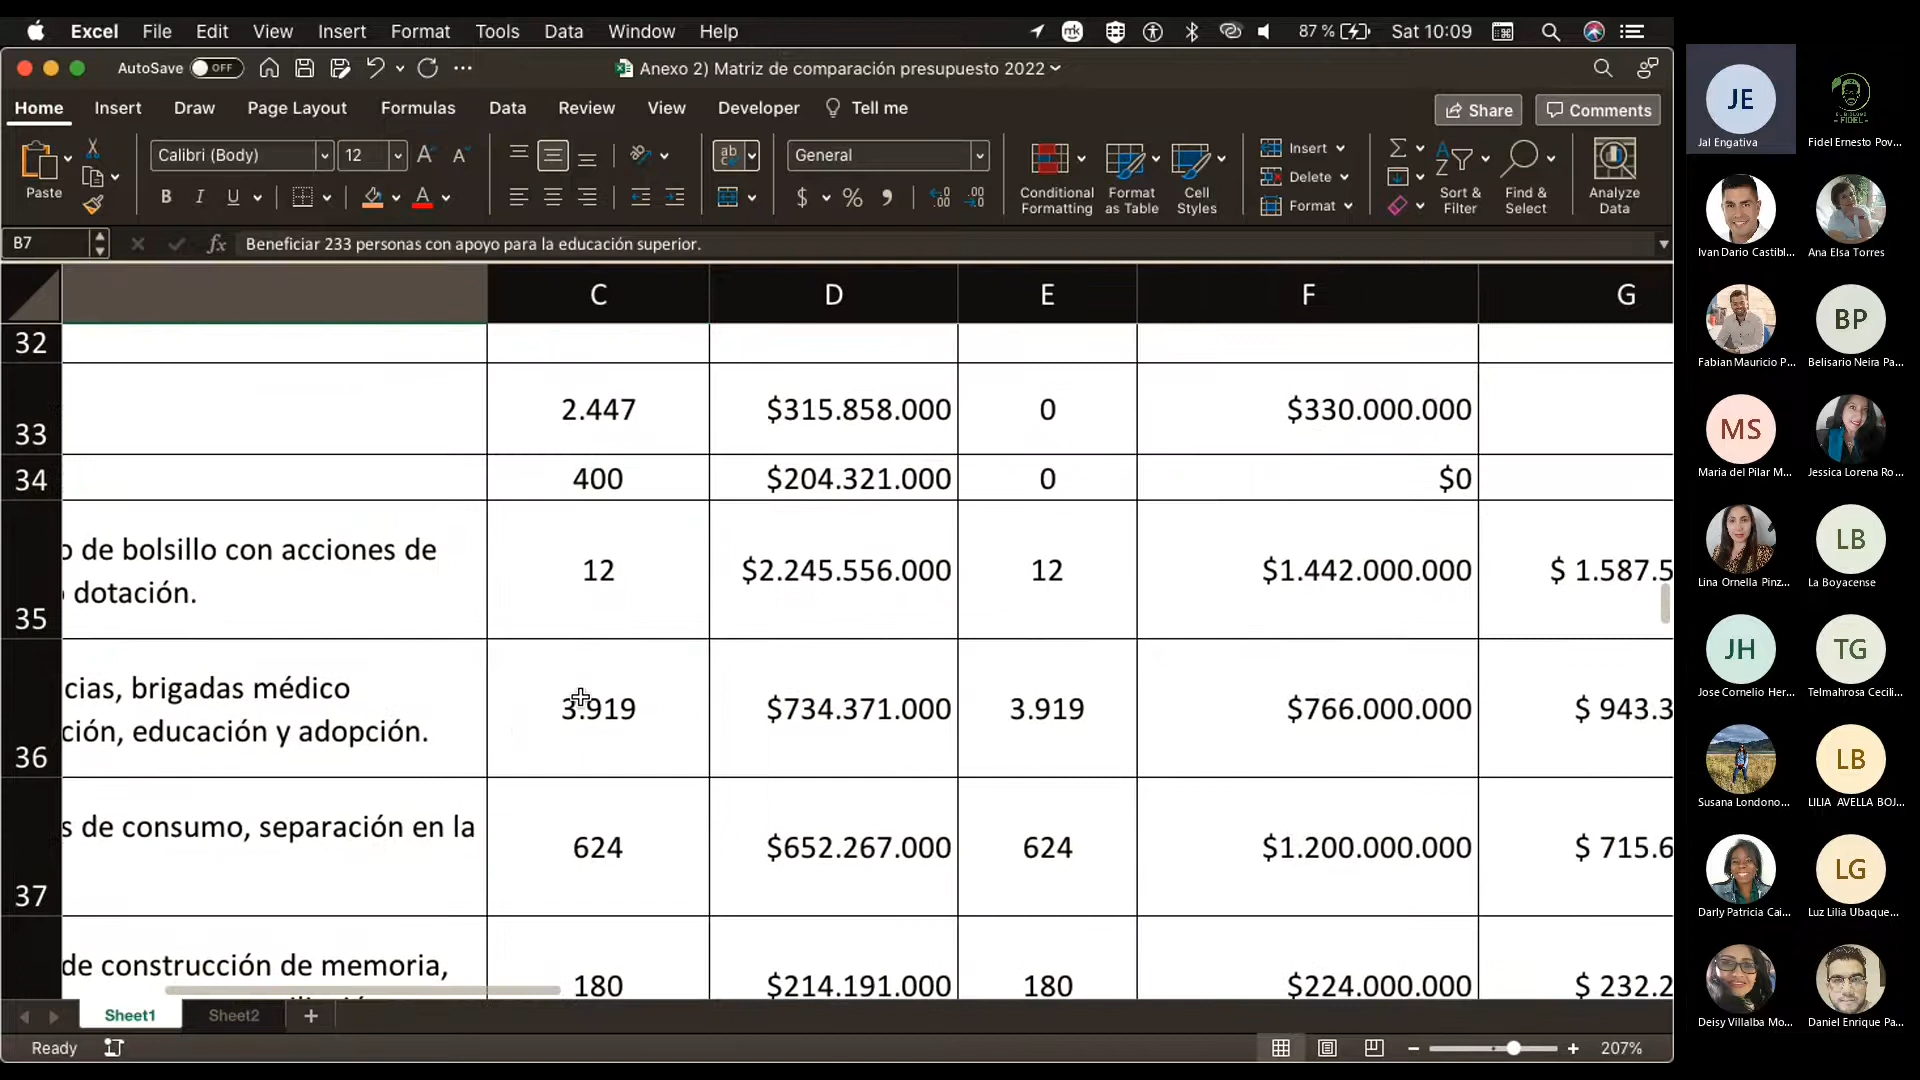 Excel File Edit View Insert Format Tools Data Window Help
87 % Sat 10:09
AutoSave OFF
Anexo 2) Matriz de comparación presupuesto 2022
Home Insert Draw Page Layout Formulas Data Review View Developer Tell me
Share Comments
Paste
Calibri (Body) 12
General
Conditional Formatting
Format as Table
Cell Styles
Insert
Delete
Format
Sort & Filter
Find & Select
Analyze Data
B7 fx Beneficiar 233 personas con apoyo para la educación superior.
C D E F G
32
33 2.447 $315.858.000 0 $330.000.000
34 400 $204.321.000 0 $0
o de bolsillo con acciones de
dotación.
35 12 $2.245.556.000 12 $1.442.000.000 $ 1.587.5
cias, brigadas médico
ción, educación y adopción.
36 3.919 $734.371.000 3.919 $766.000.000 $ 943.3
s de consumo, separación en la
37 624 $652.267.000 624 $1.200.000.000 $ 715.6
de construcción de memoria,
180 $214.191.000 180 $224.000.000 $ 232.2
Sheet1 Sheet2 +
Ready
207%
JE
Jal Engativa
EL BIÓLOGO
FIDEL
Fidel Ernesto Pov...
Ivan Dario Castibl...
Ana Elsa Torres
Fabian Mauricio P...
BP
Belisario Neira Pa...
MS
Maria del Pilar M...
Jessica Lorena Ro...
Lina Ornella Pinz...
LB
La Boyacense
JH
Jose Cornelio Her...
TG
Telmahrosa Cecili...
Susana Londono...
LB
LILIA AVELLA BOJ...
Darly Patricia Cai...
LG
Luz Lilia Ubaque...
Deisy Villalba Mo...
Daniel Enrique Pa...